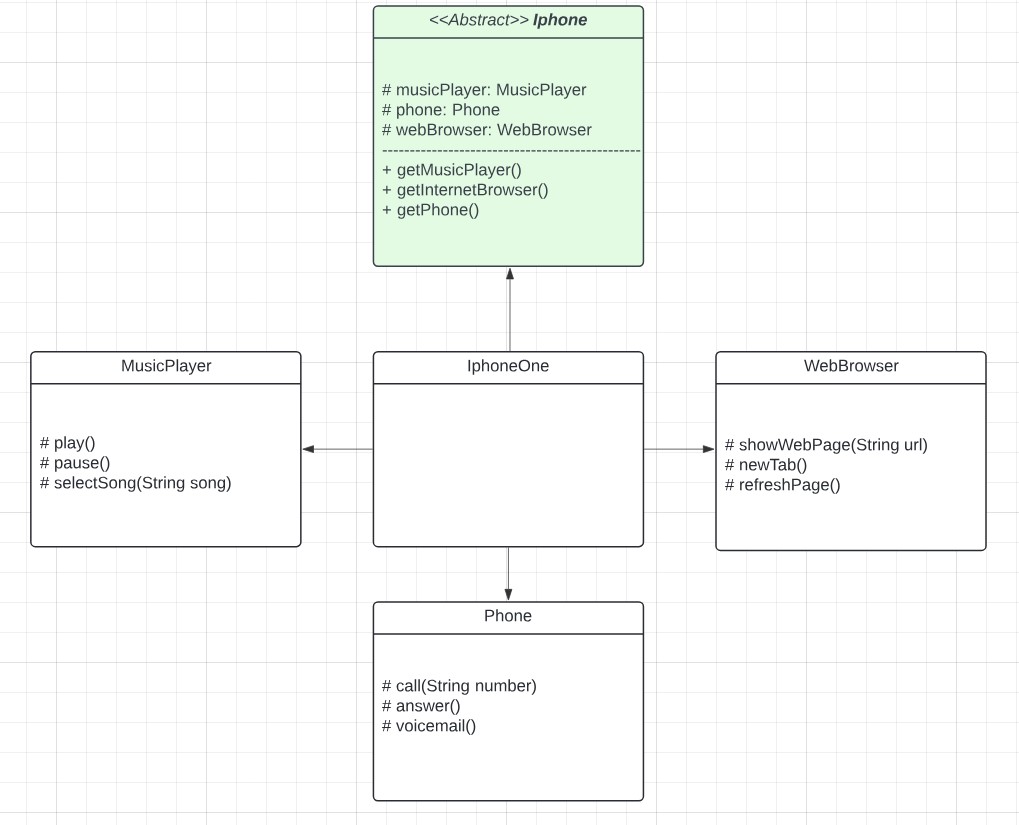 <<Abstract>> Iphone
# musicPlayer: MusicPlayer
# phone: Phone
# webBrowser: WebBrowser
--------------------------------------------
+ getMusicPlayer()
+ getInternetBrowser()
+ getPhone()
MusicPlayer
# play()
# pause()
# selectSong(String song)
IphoneOne
WebBrowser
# showWebPage(String url)
# newTab()
# refreshPage()
Phone
# call(String number)
# answer()
# voicemail()